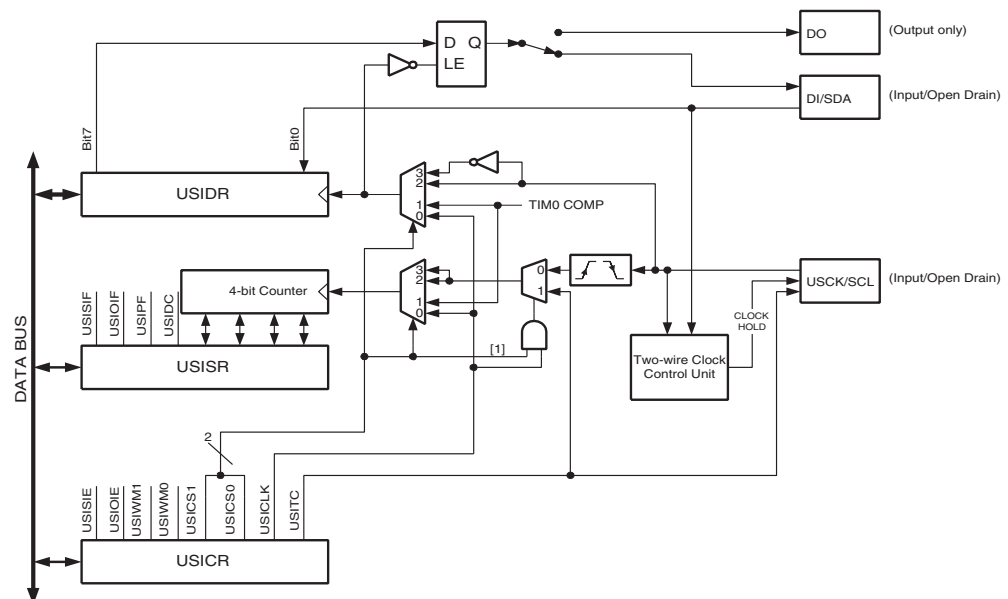 DO
(Output only)
D Q
LE
DI/SDA
(Input/Open Drain)
Bit7
Bit0
USIDR
3
2
1
0
TIM0 COMP
4-bit Counter
3
2
1
0
0
1
USCK/SCL
(Input/Open Drain)
CLOCK
HOLD
USISIF
USIOIF
USIPF
USIDC
[1]
Two-wire Clock
Control Unit
USISR
DATA BUS
2
USISIE
USIOIE
USIWM1
USIWM0
USICS1
USICS0
USICLK
USITC
USICR